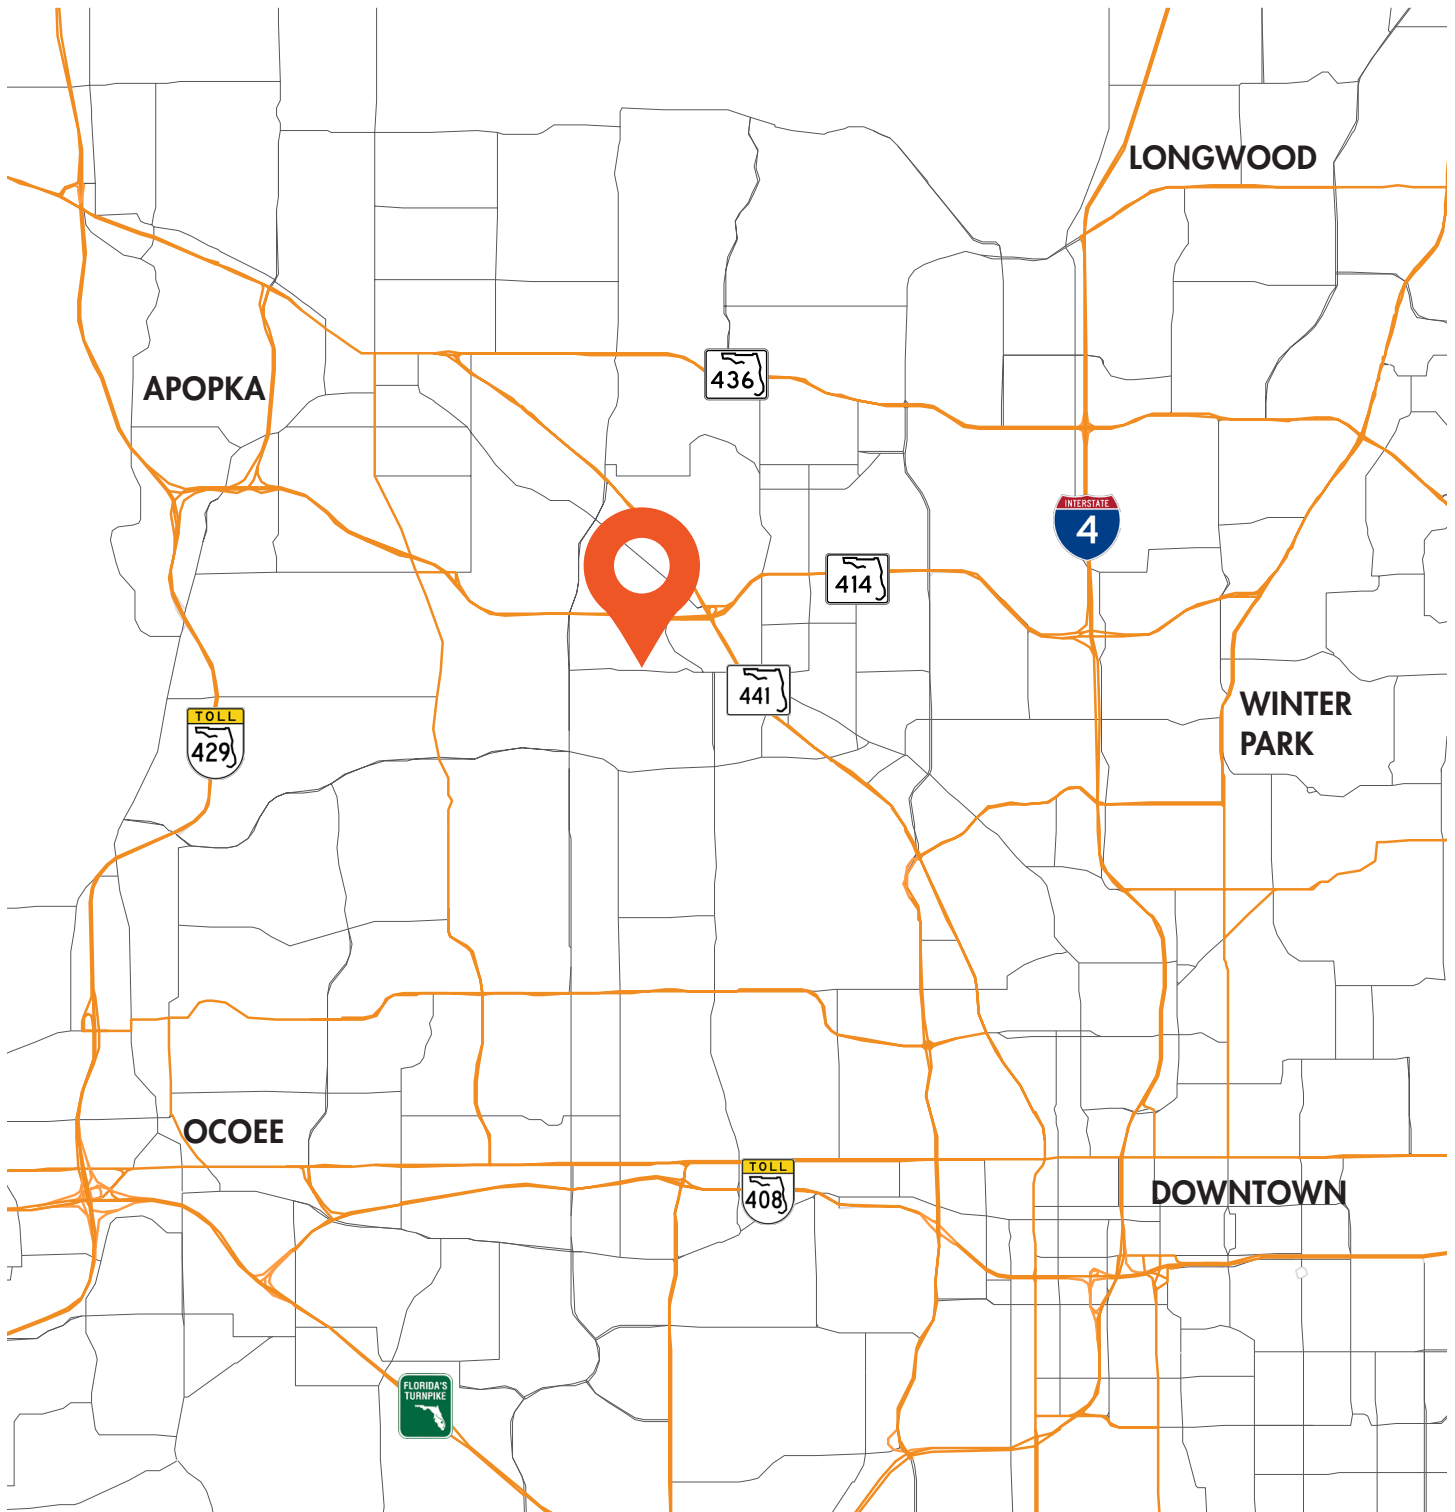 LONGWOOD
436
APOPKA
INTERSTATE
4
414
441
WINTER
PARK
TOLL
429
OCOEE
TOLL
408
DOWNTOWN
FLORIDA'S
TURNPIKE